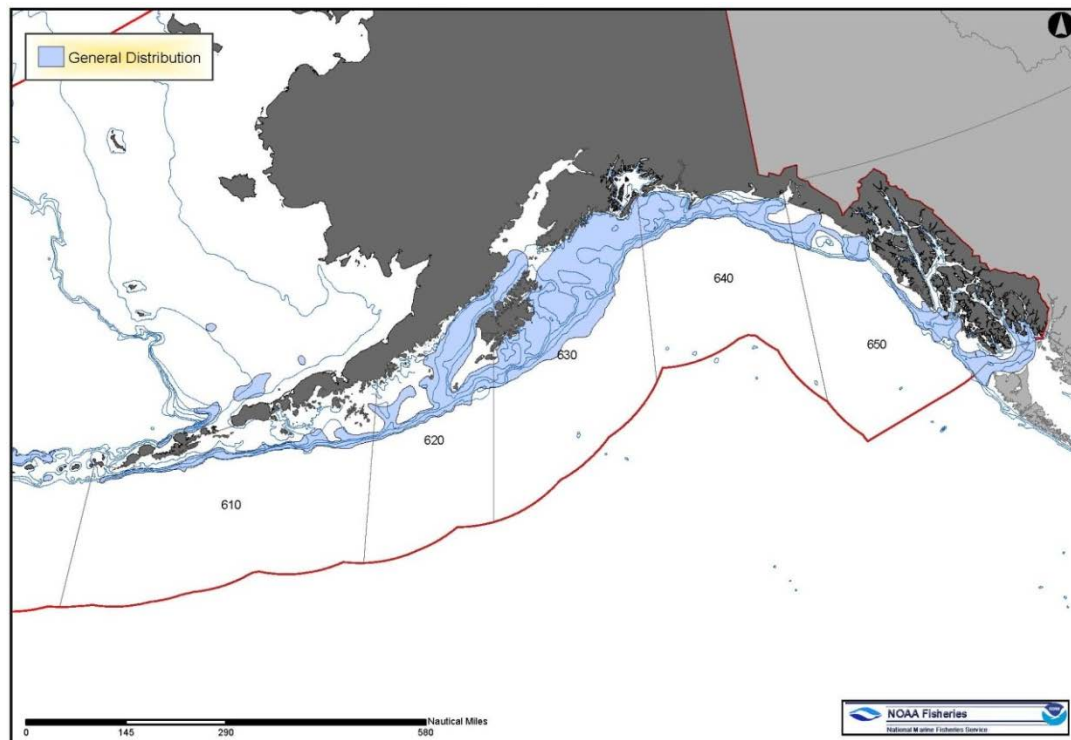 General Distribution
640
650
630
620
610
Nautical Miles
0 145 290 580
NOAA Fisheries
National Marine Fisheries Service